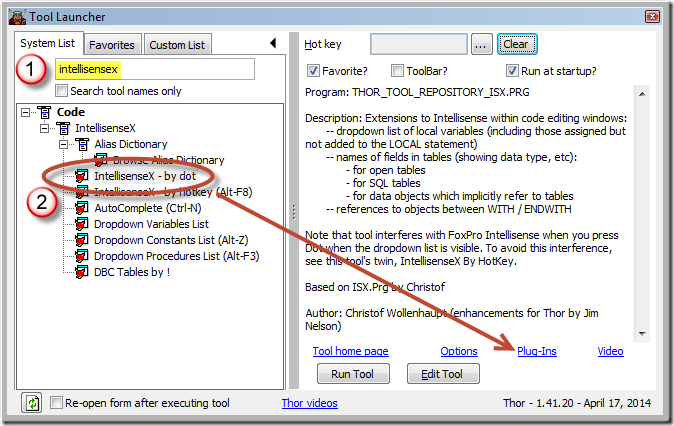 Tool Launcher
System List
Favorites
Custom List
1
intellisensex
Search tool names only
Code
IntellisenseX
Alias Dictionary
Browse Alias Dictionary
IntellisenseX - by dot
2
IntellisenseX - by hotkey (Alt-F8)
AutoComplete (Ctrl-N)
Dropdown Variables List
Dropdown Constants List (Alt-Z)
Dropdown Procedures List (Alt-F3)
DBC Tables by !
Hot key
...
Clear
Favorite?
ToolBar?
Run at startup?
Program: THOR_TOOL_REPOSITORY_ISX.PRG
Description: Extensions to Intellisense within code editing windows:
-- dropdown list of local variables (including those assigned but
not added to the LOCAL statement)
-- names of fields in tables (showing data type, etc):
- for open tables
- for SQL tables
- for data objects which implicitly refer to tables
-- references to objects between WITH / ENDWITH
Note that tool interferes with FoxPro Intellisense when you press
Dot when the dropdown list is visible. To avoid this interference,
see this tool's twin, IntellisenseX By HotKey.
Based on ISX.Prg by Christof
Author: Christof Wollenhaupt (enhancements for Thor by Jim
Nelson)
Tool home page
Options
Plug-Ins
Video
Run Tool
Edit Tool
Re-open form after executing tool
Thor videos
Thor - 1.41.20 - April 17, 2014